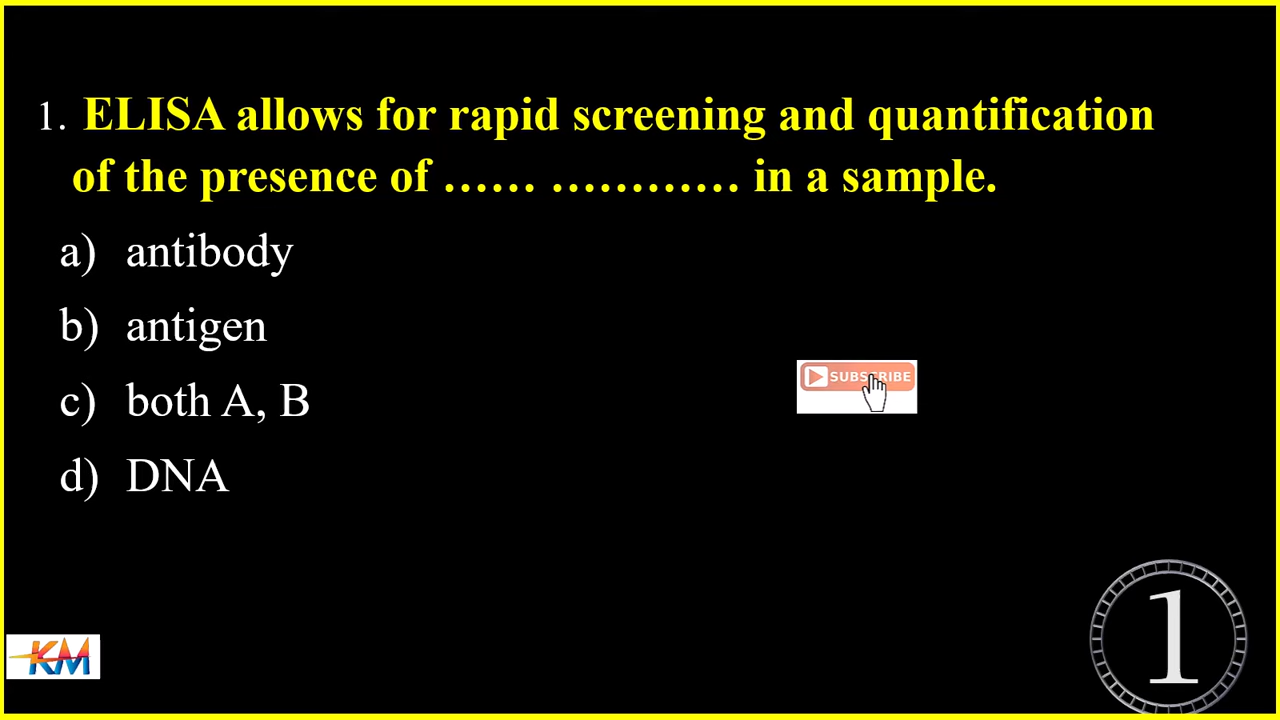 1. ELISA allows for rapid screening and quantification
of the presence of …… ………… in a sample.
a) antibody
b) antigen
c) both A, B
d) DNA
SUBSCRIBE
KM
1